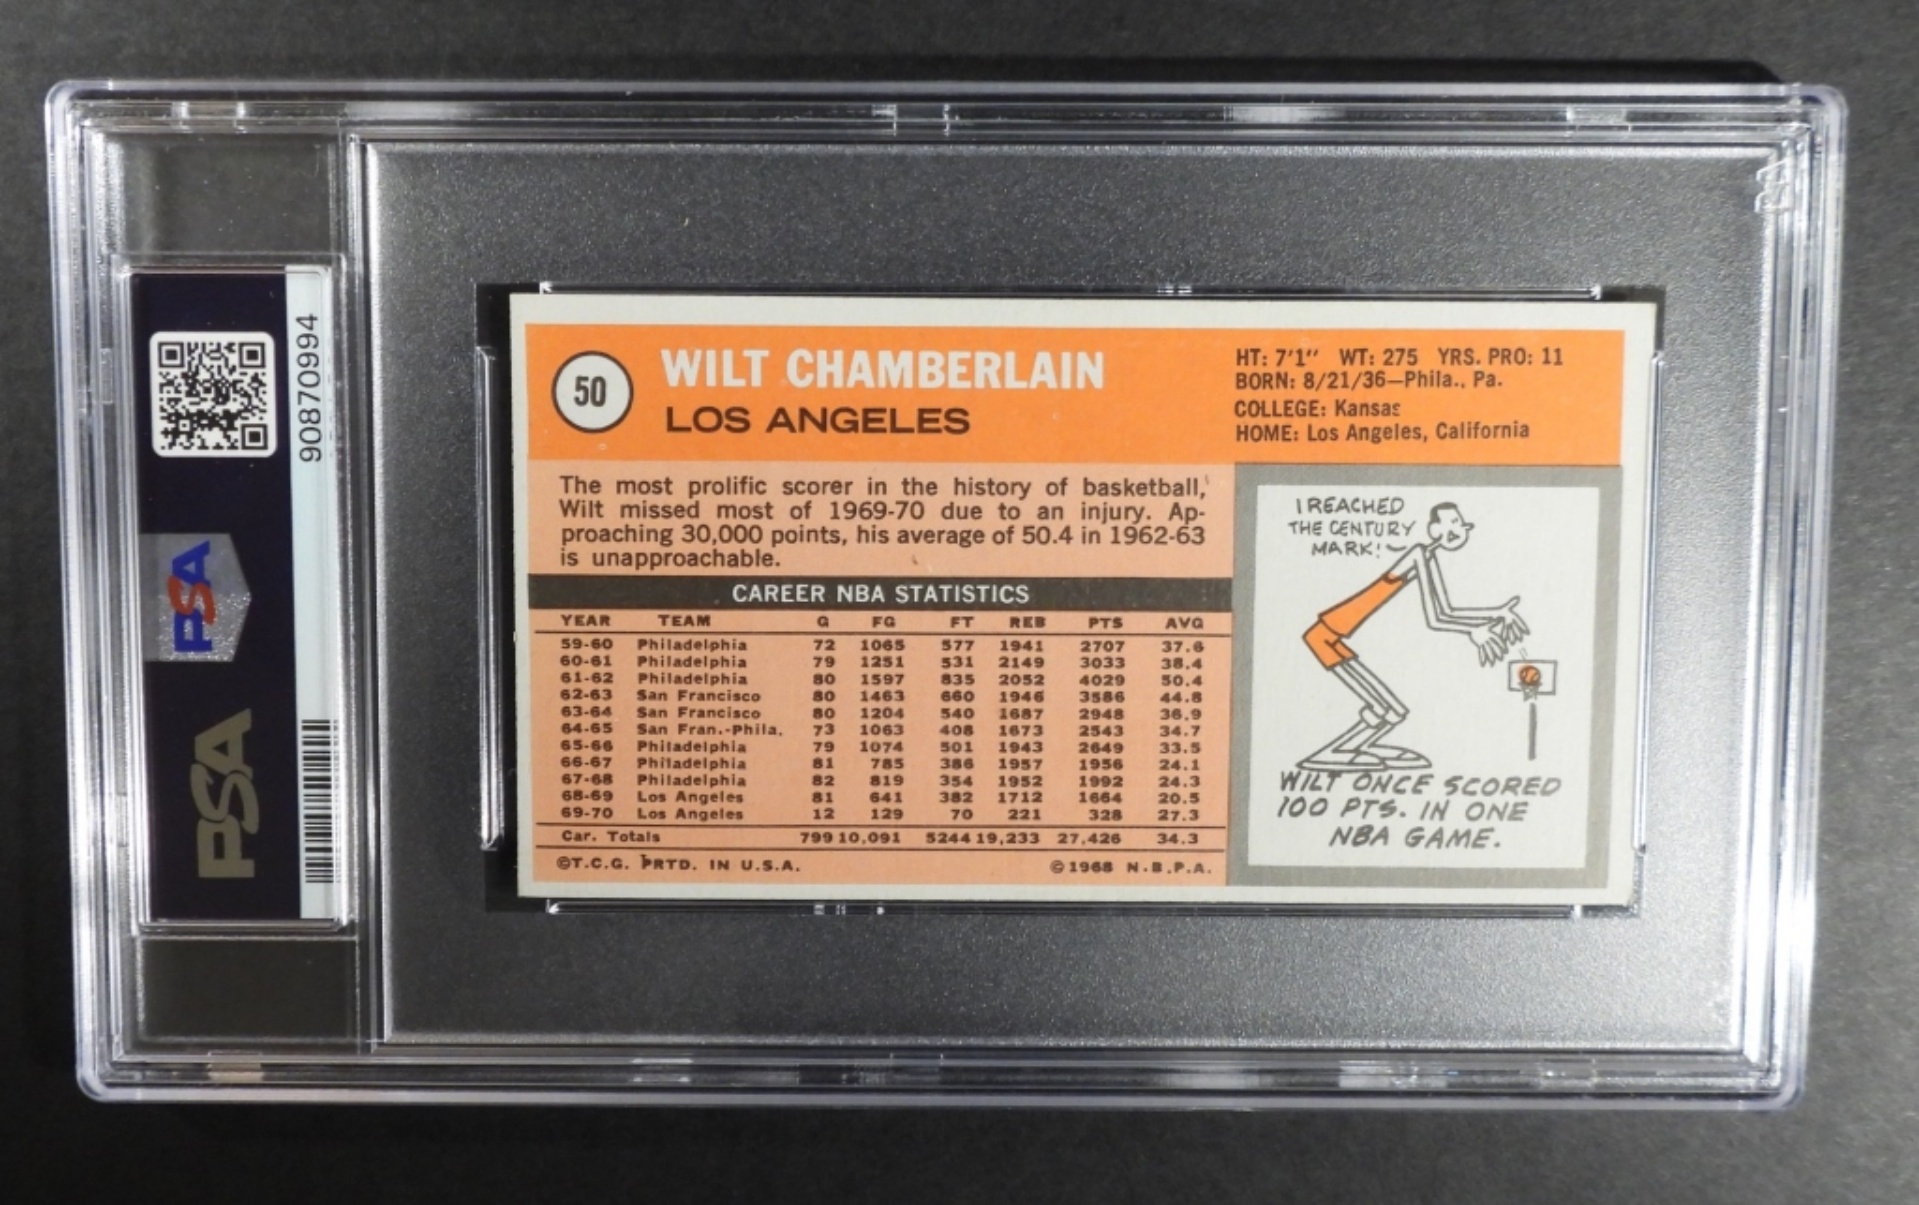 50
WILT CHAMBERLAIN
LOS ANGELES
HT: 7'1" WT: 275 YRS. PRO: 11
BORN: 8/21/36—Phila., Pa.
COLLEGE: Kansas
HOME: Los Angeles, California
The most prolific scorer in the history of basketball,
Wilt missed most of 1969-70 due to an injury. Ap-
proaching 30,000 points, his average of 50.4 in 1962-63
is unapproachable.
CAREER NBA STATISTICS
YEAR TEAM G FG FT REB PTS AVG
59-60 Philadelphia 72 1065 577 1941 2707 37.6
60-61 Philadelphia 79 1251 531 2149 3033 38.4
61-62 Philadelphia 80 1597 835 2052 4029 50.4
62-63 San Francisco 80 1463 660 1946 3586 44.8
63-64 San Francisco 80 1204 540 1687 2948 36.9
64-65 San Fran.-Phila. 73 1063 408 1673 2543 34.7
65-66 Philadelphia 79 1074 501 1943 2649 33.5
66-67 Philadelphia 81 785 386 1957 1956 24.1
67-68 Philadelphia 82 819 354 1952 1992 24.3
68-69 Los Angeles 81 641 382 1712 1664 20.5
69-70 Los Angeles 12 129 70 221 328 27.3
Car. Totals 799 10,091 5244 19,233 27,426 34.3
©T.C.G. PRTD. IN U.S.A. ©1968 N.B.P.A.
I REACHED
THE CENTURY
MARK!
WILT ONCE SCORED
100 PTS. IN ONE
NBA GAME.
90870994
PSA
PSA